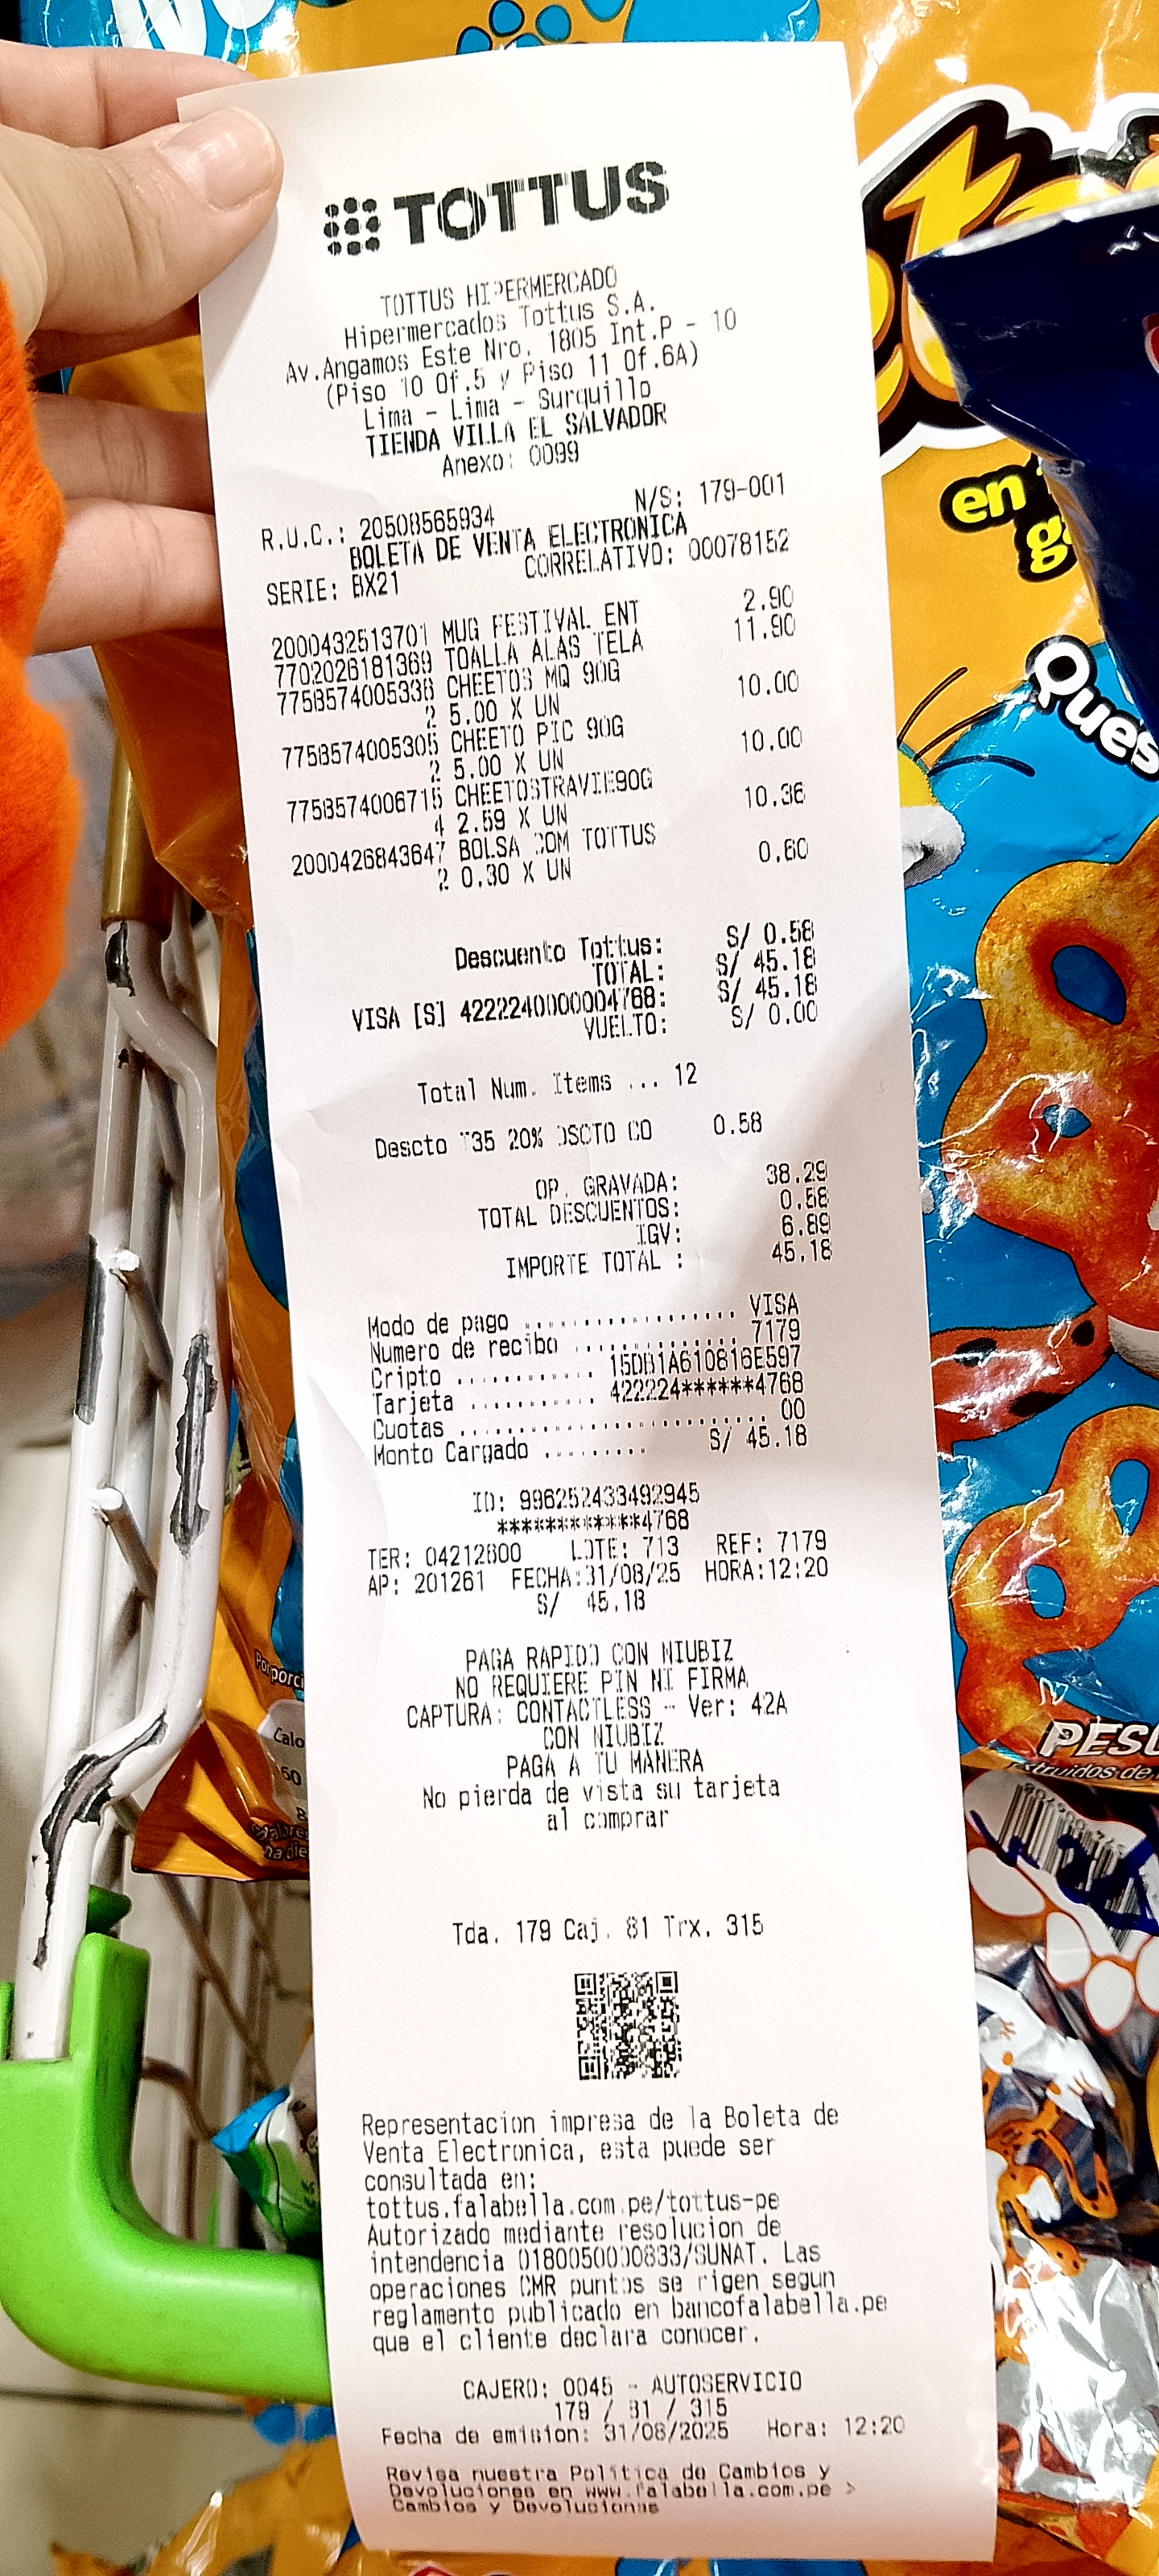 TOTTUS
TOTTUS HIPERMERCADO
Hipermercados Tottus S.A.
Av.Angamos Este Nro. 1805 Int.P - 10
(Piso 10 Of.5 y Piso 11 Of.6A)
Lima - Lima - Surquillo
TIENDA VILLA EL SALVADOR
Anexo: 0099
R.U.C.: 20508565934 N/S: 179-001
BOLETA DE VENTA ELECTRONICA
SERIE: BX21 CORRELATIVO: 00078152
2000432513701 MUG FESTIVAL ENT 2.90
7702026181369 TOALLA ALAS TELA 11.90
7758574005336 CHEETOS MQ 90G 10.00
2 5.00 X UN
7758574005305 CHEETO PIC 90G 10.00
2 5.00 X UN
7758574006715 CHEETOSTRAVIE90G 10.36
4 2.59 X UN
2000426843647 BOLSA COM TOTTUS 0.60
2 0.30 X UN
Descuento Tottus: S/ 0.58
TOTAL: S/ 45.18
VISA [S] 4222240000004768: S/ 45.18
VUELTO: S/ 0.00
Total Num. Items ... 12
Descto T35 20% DSCTO CO 0.58
OP. GRAVADA: 38.29
TOTAL DESCUENTOS: 0.58
IGV: 6.89
IMPORTE TOTAL : 45.18
Modo de pago .................. VISA
Numero de recibo .............. 7179
Cripto ............ 15DB1A610816E597
Tarjeta ........... 422224******4768
Cuotas .......................... 00
Monto Cargado ......... S/ 45.18
ID: 996252433492945
************4768
TER: 04212800 LOTE: 713 REF: 7179
AP: 201261 FECHA:31/08/25 HORA:12:20
S/ 45.18
PAGA RAPIDO CON NIUBIZ
NO REQUIERE PIN NI FIRMA
CAPTURA: CONTACTLESS - Ver: 42A
CON NIUBIZ
PAGA A TU MANERA
No pierda de vista su tarjeta
al comprar
Tda. 179 Caj. 81 Trx. 315
Representacion impresa de la Boleta de
Venta Electronica, esta puede ser
consultada en:
tottus.falabella.com.pe/tottus-pe
Autorizado mediante resolucion de
intendencia 0180050000833/SUNAT. Las
operaciones CMR puntos se rigen segun
reglamento publicado en bancofalabella.pe
que el cliente declara conocer.
CAJERO: 0045 - AUTOSERVICIO
179 / 81 / 315
Fecha de emision: 31/08/2025 Hora: 12:20
Revisa nuestra Politica de Cambios y
Devoluciones en www.falabella.com.pe >
Cambios y Devoluciones
en
Ques